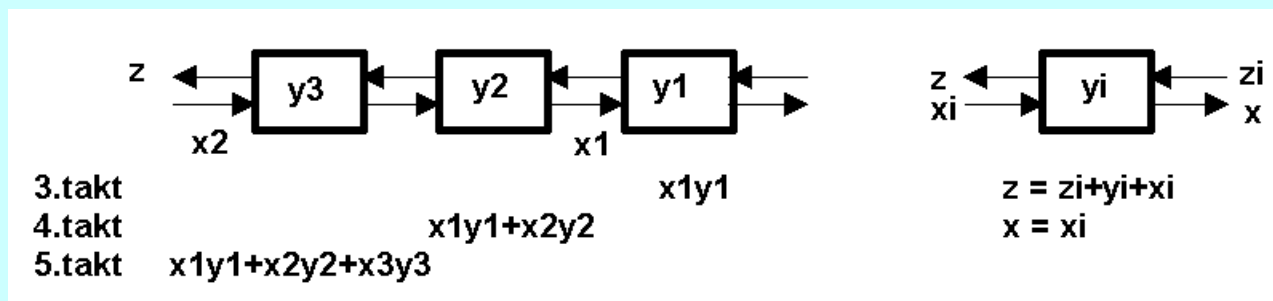 z y3 y2 y1 z yi zi
x2 x1 xi x
3.takt x1y1 z = zi+yi+xi
4.takt x1y1+x2y2 x = xi
5.takt x1y1+x2y2+x3y3